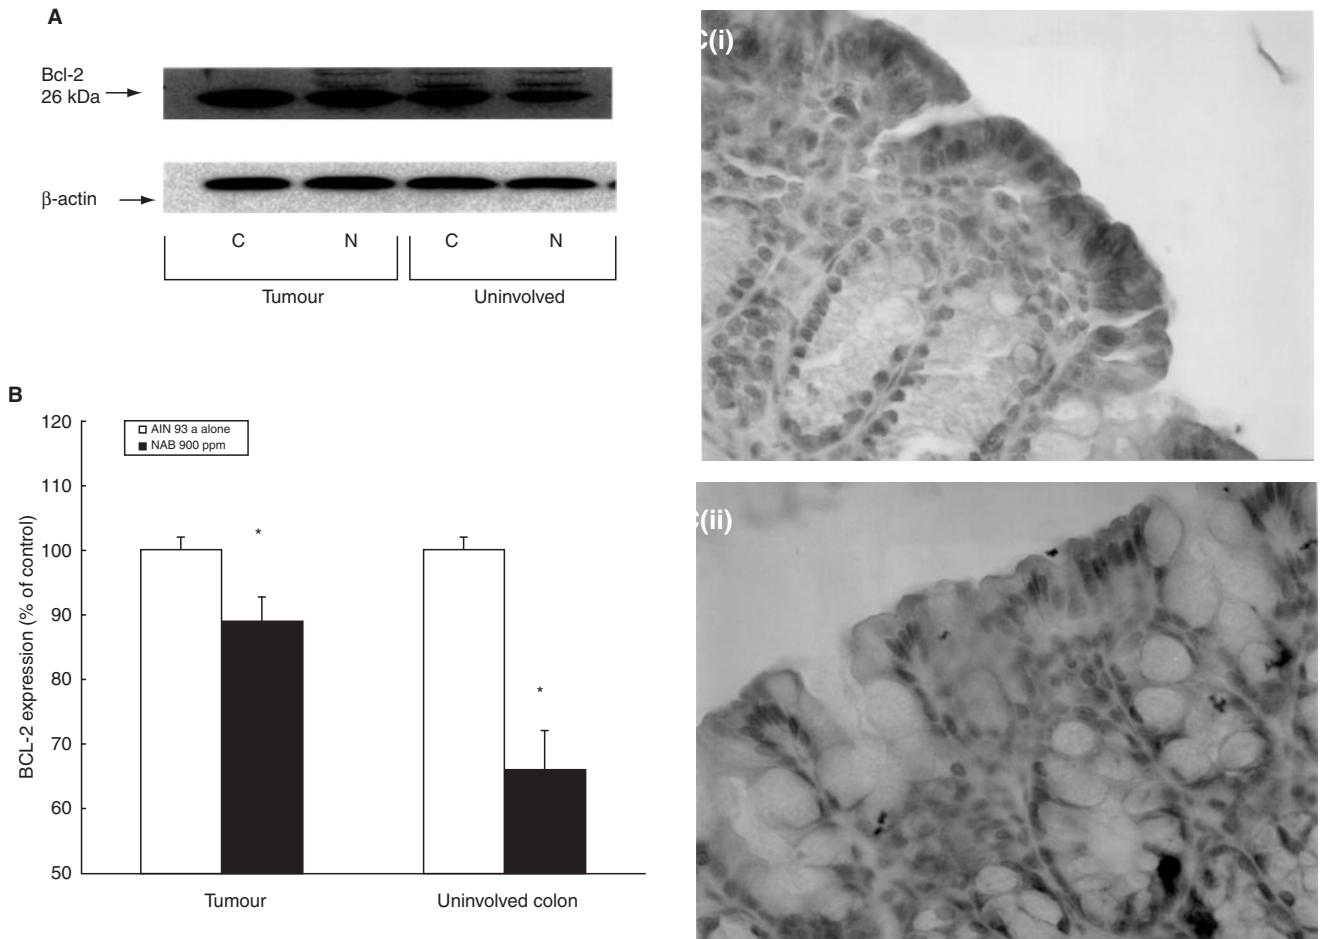 A
Bcl-2
26 kDa
β-actin
C N C N
Tumour Uninvolved
B
120
110
100
90
80
70
60
50
BCL-2 expression (% of control)
AIN 93 a alone
NAB 900 ppm
*
*
Tumour Uninvolved colon
C(i)
C(ii)